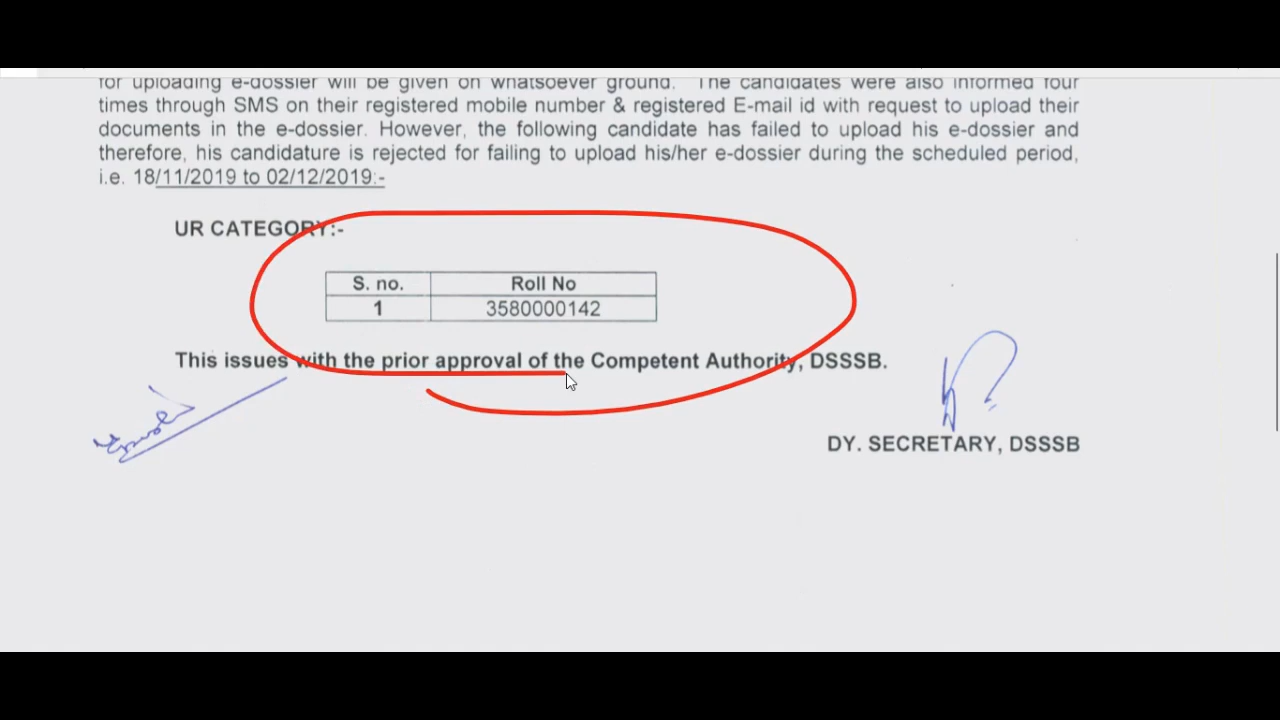 for uploading e-dossier will be given on whatsoever ground. The candidates were also informed four
times through SMS on their registered mobile number & registered E-mail id with request to upload their
documents in the e-dossier. However, the following candidate has failed to upload his e-dossier and
therefore, his candidature is rejected for failing to upload his/her e-dossier during the scheduled period,
i.e. 18/11/2019 to 02/12/2019:-
UR CATEGORY:-
S. no. Roll No
1 3580000142
This issues with the prior approval of the Competent Authority, DSSSB.
DY. SECRETARY, DSSSB